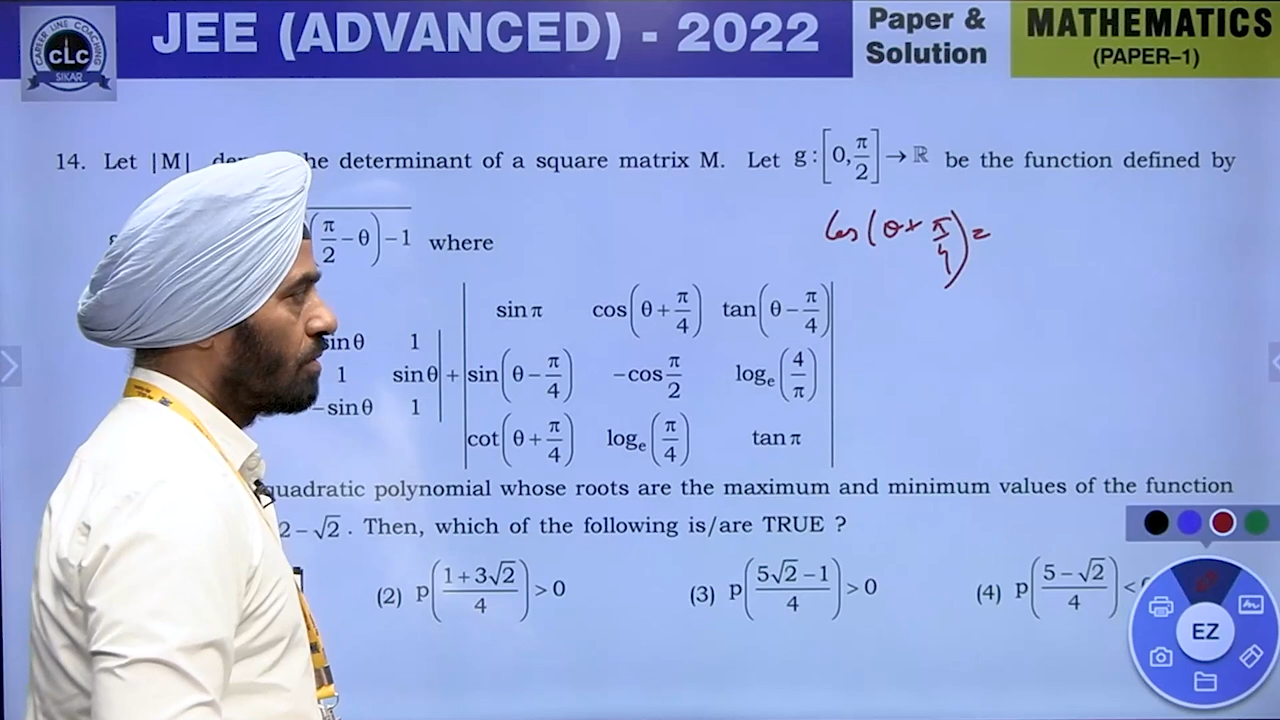 CAREER LINE COACHING
CLC
SIKAR
JEE (ADVANCED) - 2022
Paper &
Solution
MATHEMATICS
(PAPER–1)
14. Let |M| the determinant of a square matrix M. Let g : [0, π/2] → ℝ be the function defined by
(π/2 − θ) − 1 where
cos(θ + π/4) =
sin π cos(θ + π/4) tan(θ − π/4)
sinθ 1
1 sinθ + sin(θ − π/4) −cos π/2 logₑ(4/π)
−sinθ 1
cot(θ + π/4) logₑ(π/4) tan π
quadratic polynomial whose roots are the maximum and minimum values of the function
2 − √2 . Then, which of the following is/are TRUE ?
(2) p((1 + 3√2)/4) > 0 (3) p((5√2 − 1)/4) > 0 (4) p((5 − √2)/4) <
EZ